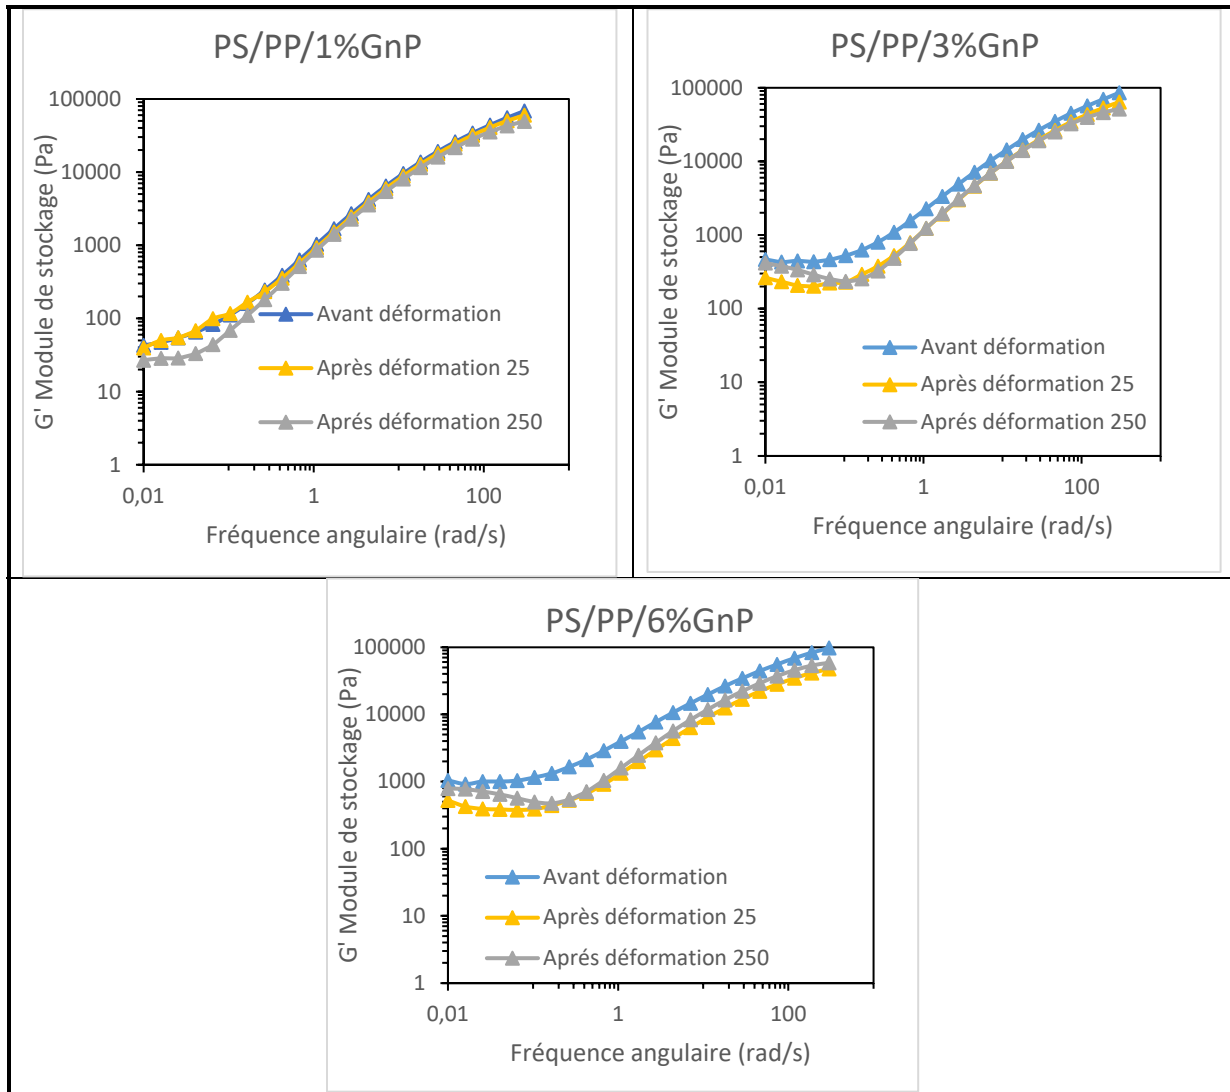 PS/PP/1%GnP
100000
10000
1000
100
10
1
G' Module de stockage (Pa)
Avant déformation
Après déformation 25
Aprés déformation 250
0,01
1
100
Fréquence angulaire (rad/s)
PS/PP/3%GnP
100000
10000
1000
100
10
1
G' Module de stockage (Pa)
Avant déformation
Après déformation 25
Aprés déformation 250
0,01
1
100
Fréquence angulaire (rad/s)
PS/PP/6%GnP
100000
10000
1000
100
10
1
G' Module de stockage (Pa)
Avant déformation
Après déformation 25
Aprés déformation 250
0,01
1
100
Fréquence angulaire (rad/s)